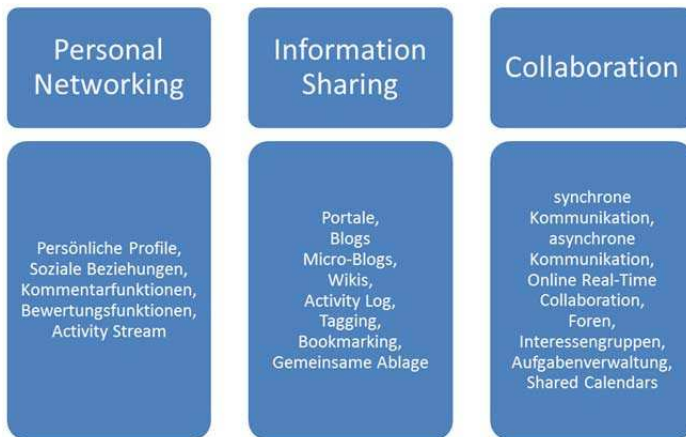 Personal
Networking
Persönliche Profile,
Soziale Beziehungen,
Kommentarfunktionen,
Bewertungsfunktionen,
Activity Stream
Information
Sharing
Portale,
Blogs
Micro-Blogs,
Wikis,
Activity Log,
Tagging,
Bookmarking,
Gemeinsame Ablage
Collaboration
synchrone
Kommunikation,
asynchrone
Kommunikation,
Online Real-Time
Collaboration,
Foren,
Interessengruppen,
Aufgabenverwaltung,
Shared Calendars